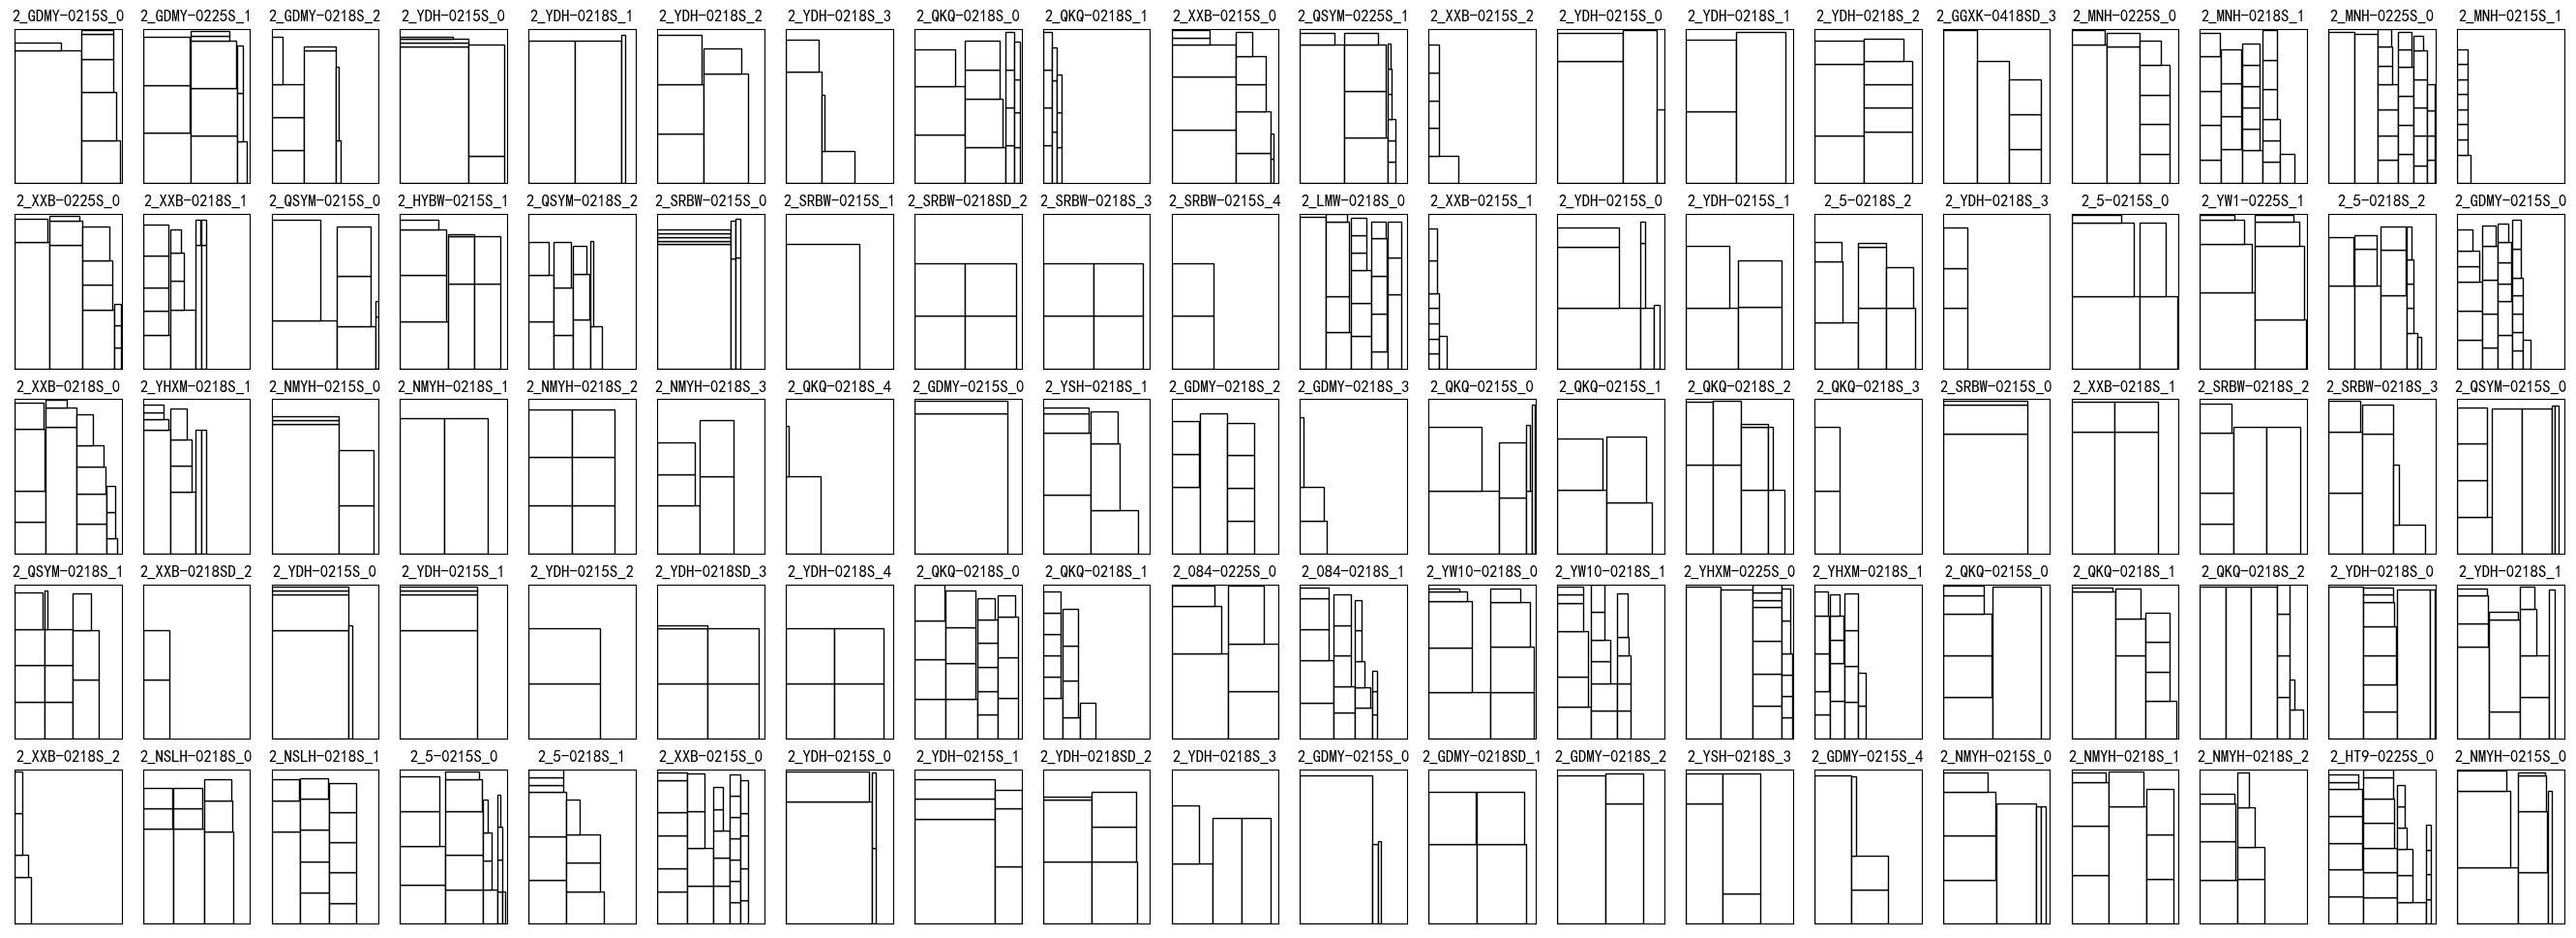 2_GDMY-0215S_0 2_GDMY-0225S_1 2_GDMY-0218S_2 2_YDH-0215S_0 2_YDH-0218S_1 2_YDH-0218S_2 2_YDH-0218S_3 2_QKQ-0218S_0 2_QKQ-0218S_1 2_XXB-0215S_0 2_QSYM-0225S_1 2_XXB-0215S_2 2_YDH-0215S_0 2_YDH-0218S_1 2_YDH-0218S_2 2_GGXK-0418SD_3 2_MNH-0225S_0 2_MNH-0218S_1 2_MNH-0225S_0 2_MNH-0215S_1
2_XXB-0225S_0 2_XXB-0218S_1 2_QSYM-0215S_0 2_HYBW-0215S_1 2_QSYM-0218S_2 2_SRBW-0215S_0 2_SRBW-0215S_1 2_SRBW-0218SD_2 2_SRBW-0218S_3 2_SRBW-0215S_4 2_LMW-0218S_0 2_XXB-0215S_1 2_YDH-0215S_0 2_YDH-0215S_1 2_5-0218S_2 2_YDH-0218S_3 2_5-0215S_0 2_YW1-0225S_1 2_5-0218S_2 2_GDMY-0215S_0
2_XXB-0218S_0 2_YHXM-0218S_1 2_NMYH-0215S_0 2_NMYH-0218S_1 2_NMYH-0218S_2 2_NMYH-0218S_3 2_QKQ-0218S_4 2_GDMY-0215S_0 2_YSH-0218S_1 2_GDMY-0218S_2 2_GDMY-0218S_3 2_QKQ-0215S_0 2_QKQ-0215S_1 2_QKQ-0218S_2 2_QKQ-0218S_3 2_SRBW-0215S_0 2_XXB-0218S_1 2_SRBW-0218S_2 2_SRBW-0218S_3 2_QSYM-0215S_0
2_QSYM-0218S_1 2_XXB-0218SD_2 2_YDH-0215S_0 2_YDH-0215S_1 2_YDH-0215S_2 2_YDH-0218SD_3 2_YDH-0218S_4 2_QKQ-0218S_0 2_QKQ-0218S_1 2_084-0225S_0 2_084-0218S_1 2_YW10-0218S_0 2_YW10-0218S_1 2_YHXM-0225S_0 2_YHXM-0218S_1 2_QKQ-0215S_0 2_QKQ-0218S_1 2_QKQ-0218S_2 2_YDH-0218S_0 2_YDH-0218S_1
2_XXB-0218S_2 2_NSLH-0218S_0 2_NSLH-0218S_1 2_5-0215S_0 2_5-0218S_1 2_XXB-0215S_0 2_YDH-0215S_0 2_YDH-0215S_1 2_YDH-0218SD_2 2_YDH-0218S_3 2_GDMY-0215S_0 2_GDMY-0218SD_1 2_GDMY-0218S_2 2_YSH-0218S_3 2_GDMY-0215S_4 2_NMYH-0215S_0 2_NMYH-0218S_1 2_NMYH-0218S_2 2_HT9-0225S_0 2_NMYH-0215S_0